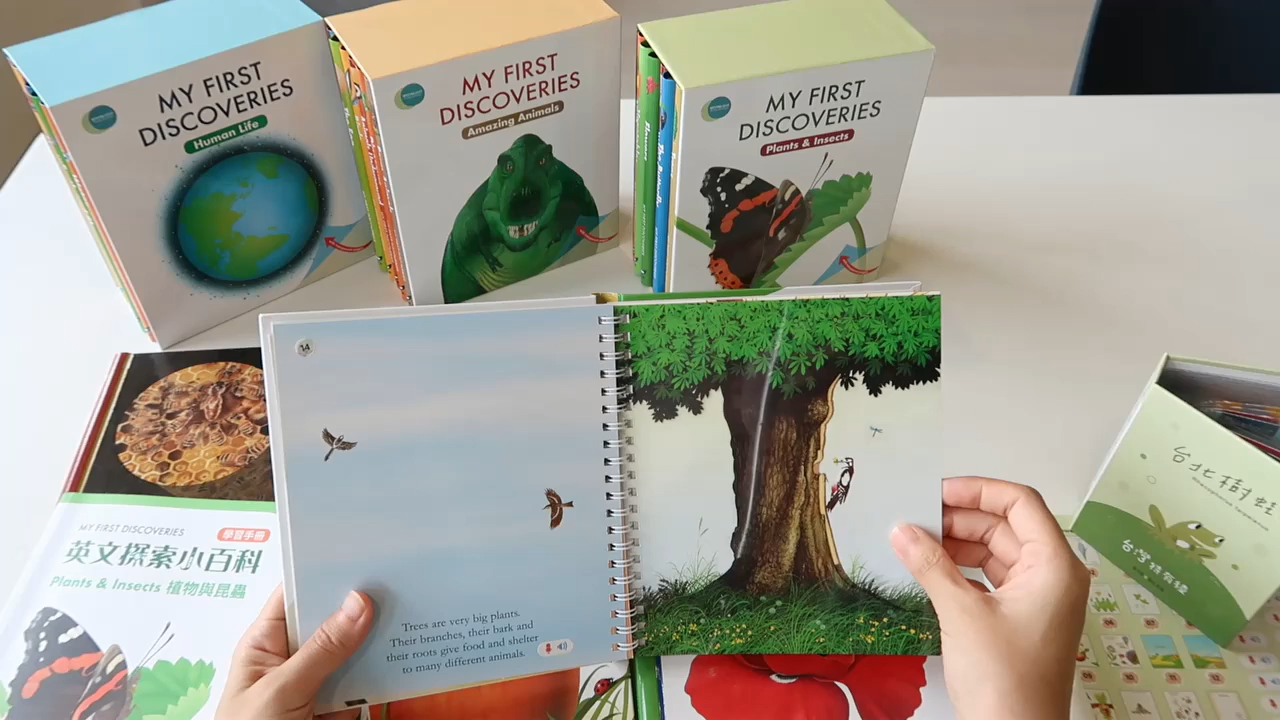 MY FIRST
DISCOVERIES
Human Life
MY FIRST
DISCOVERIES
Amazing Animals
MY FIRST
DISCOVERIES
Plants & Insects
14
Trees are very big plants.
Their branches, their bark and
their roots give food and shelter
to many different animals.
MY FIRST DISCOVERIES
學習手冊
英文探索小百科
Plants & Insects 植物與昆蟲
台北樹蛙
台灣特有種